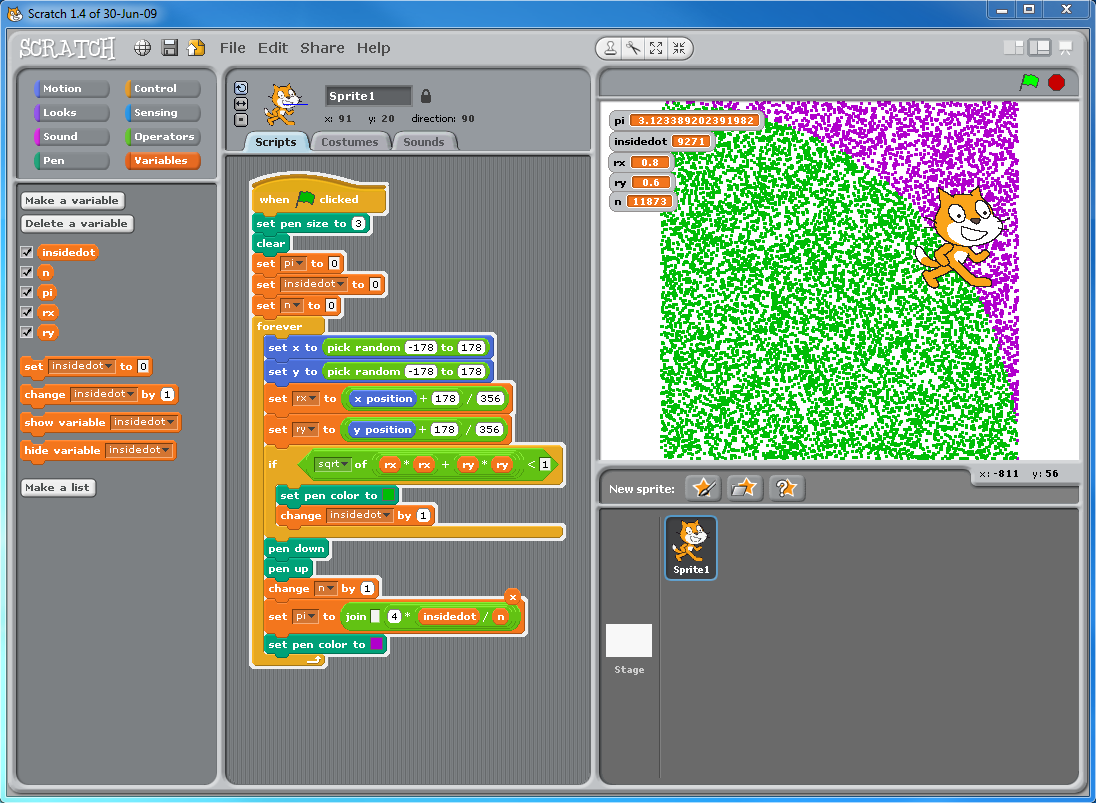 Scratch 1.4 of 30-Jun-09
SCRATCH File Edit Share Help
Motion Control
Looks Sensing
Sound Operators
Pen Variables
Make a variable
Delete a variable
insidedot
n
pi
rx
ry
set insidedot to 0
change insidedot by 1
show variable insidedot
hide variable insidedot
Make a list
Sprite1
x: 91 y: 20 direction: 90
Scripts Costumes Sounds
when clicked
set pen size to 3
clear
set pi to 0
set insidedot to 0
set n to 0
forever
set x to pick random -178 to 178
set y to pick random -178 to 178
set rx to x position + 178 / 356
set ry to y position + 178 / 356
if sqrt of rx * rx + ry * ry < 1
set pen color to
change insidedot by 1
pen down
pen up
change n by 1
x
set pi to join 4 * insidedot / n
set pen color to
pi 3.123389202391982
insidedot 9271
rx 0.8
ry 0.6
n 11873
x: -811 y: 56
New sprite:
Sprite1
Stage